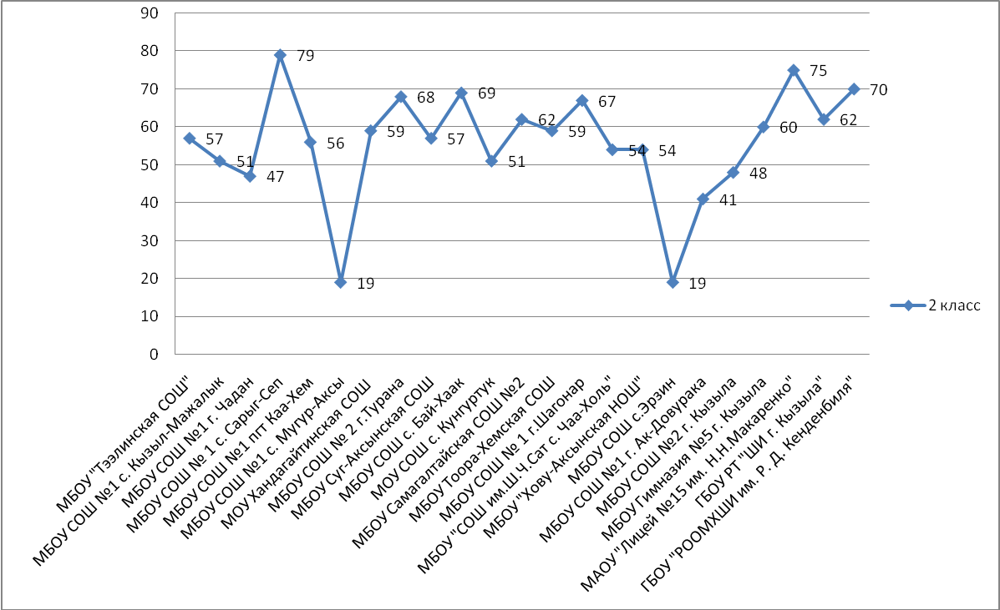 90
80
70
60
50
40
30
20
10
0
57
51
47
79
56
19
59
68
57
69
51
62
59
67
54
54
19
41
48
60
75
62
70
2 класс
МБОУ "Тээлинская СОШ"
МБОУ СОШ №1 с. Кызыл-Мажалык
МБОУ СОШ №1 г. Чадан
МБОУ СОШ № 1 с. Сарыг-Сеп
МБОУ СОШ №1 пгт Каа-Хем
МБОУ СОШ №1 с. Мугур-Аксы
МОУ Хандагайтинская СОШ
МБОУ СОШ № 2 г.Турана
МБОУ Суг-Аксынская СОШ
МБОУ СОШ с. Бай-Хаак
МОУ СОШ с. Кунгуртук
МБОУ Самагалтайская СОШ №2
МБОУ Тоора-Хемская СОШ
МБОУ СОШ № 1 г.Шагонар
МБОУ "СОШ им.Ш.Ч.Сат с. Чаа-Холь"
МБОУ "Хову-Аксынская НОШ"
МБОУ СОШ с.Эрзин
МБОУ СОШ №1 г. Ак-Довурака
МБОУ СОШ №2 г. Кызыла
МБОУ Гимназия №5 г. Кызыла
МАОУ "Лицей №15 им. Н.Н.Макаренко"
ГБОУ РТ "ШИ г. Кызыла"
ГБОУ "РООМХШИ им. Р. Д. Кенденбиля"